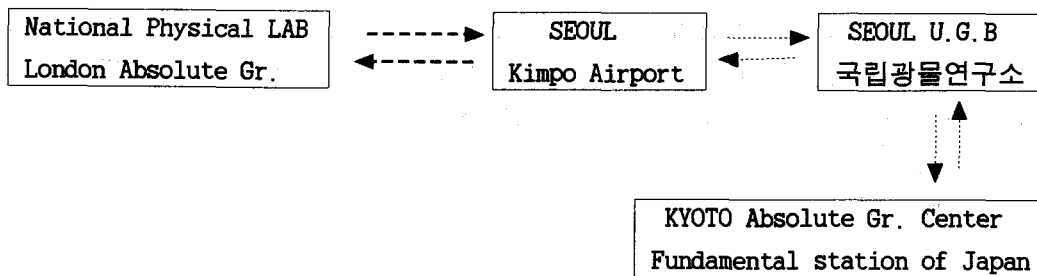 National Physical LAB
London Absolute Gr.
SEOUL
Kimpo Airport
SEOUL U.G.B
국립광물연구소
KYOTO Absolute Gr. Center
Fundamental station of Japan